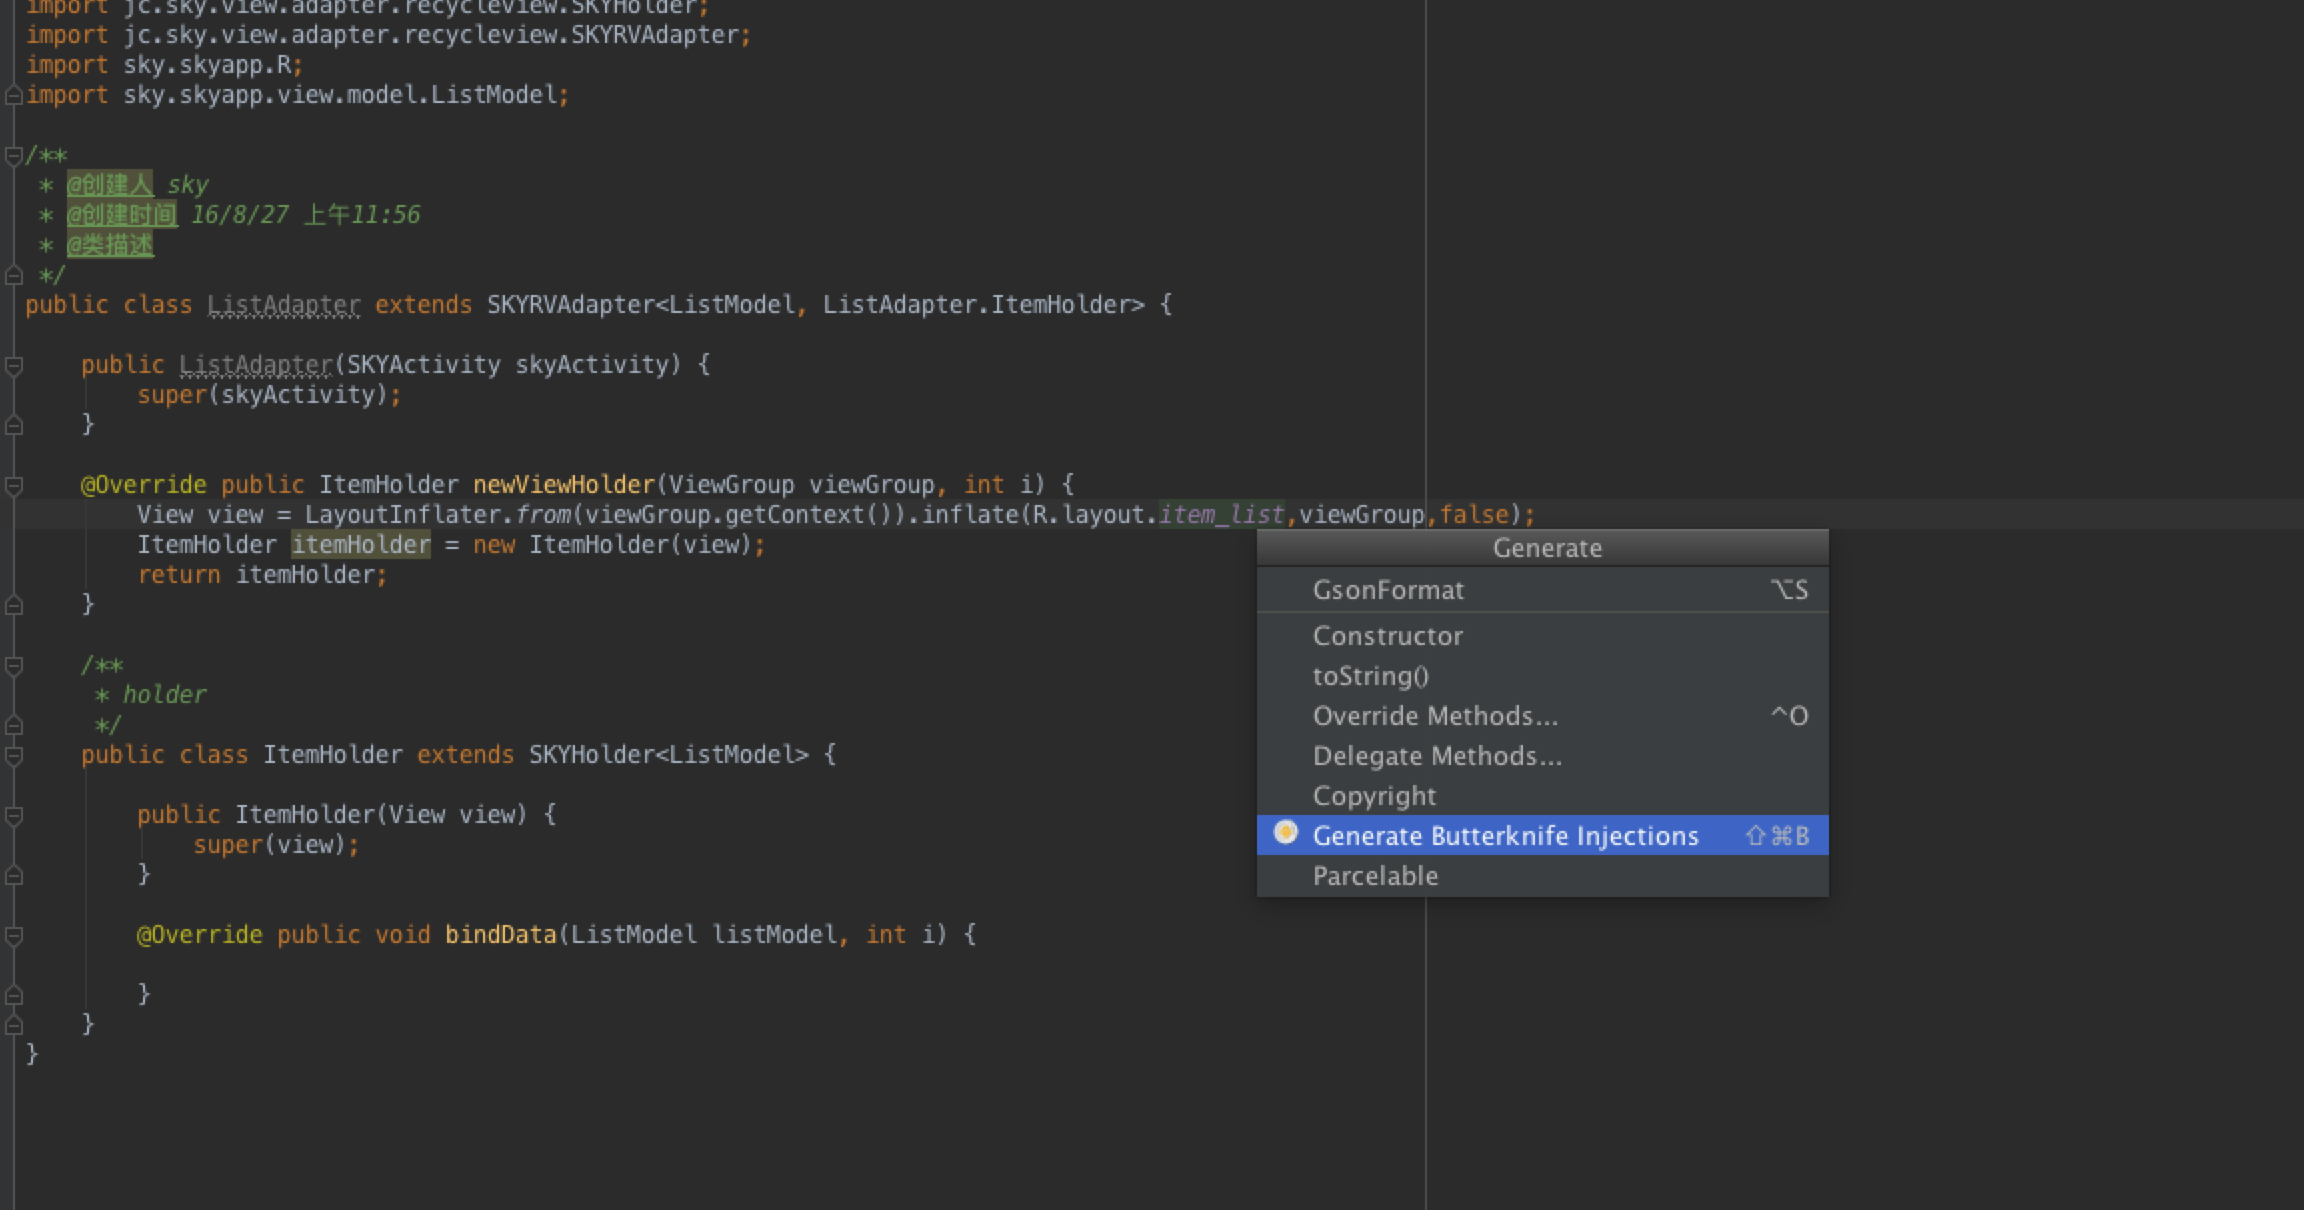 import jc.sky.view.adapter.recycleview.SKYHolder;
import jc.sky.view.adapter.recycleview.SKYRVAdapter;
import sky.skyapp.R;
import sky.skyapp.view.model.ListModel;
/**
* @创建人 sky
* @创建时间 16/8/27 上午11:56
* @类描述
*/
public class ListAdapter extends SKYRVAdapter<ListModel, ListAdapter.ItemHolder> {
public ListAdapter(SKYActivity skyActivity) {
super(skyActivity);
}
@Override public ItemHolder newViewHolder(ViewGroup viewGroup, int i) {
View view = LayoutInflater.from(viewGroup.getContext()).inflate(R.layout.item_list,viewGroup,false);
ItemHolder itemHolder = new ItemHolder(view);
return itemHolder;
}
/**
* holder
*/
public class ItemHolder extends SKYHolder<ListModel> {
public ItemHolder(View view) {
super(view);
}
@Override public void bindData(ListModel listModel, int i) {
}
}
}
Generate
GsonFormat ⌥S
Constructor
toString()
Override Methods... ^O
Delegate Methods...
Copyright
Generate Butterknife Injections ⇧⌘B
Parcelable